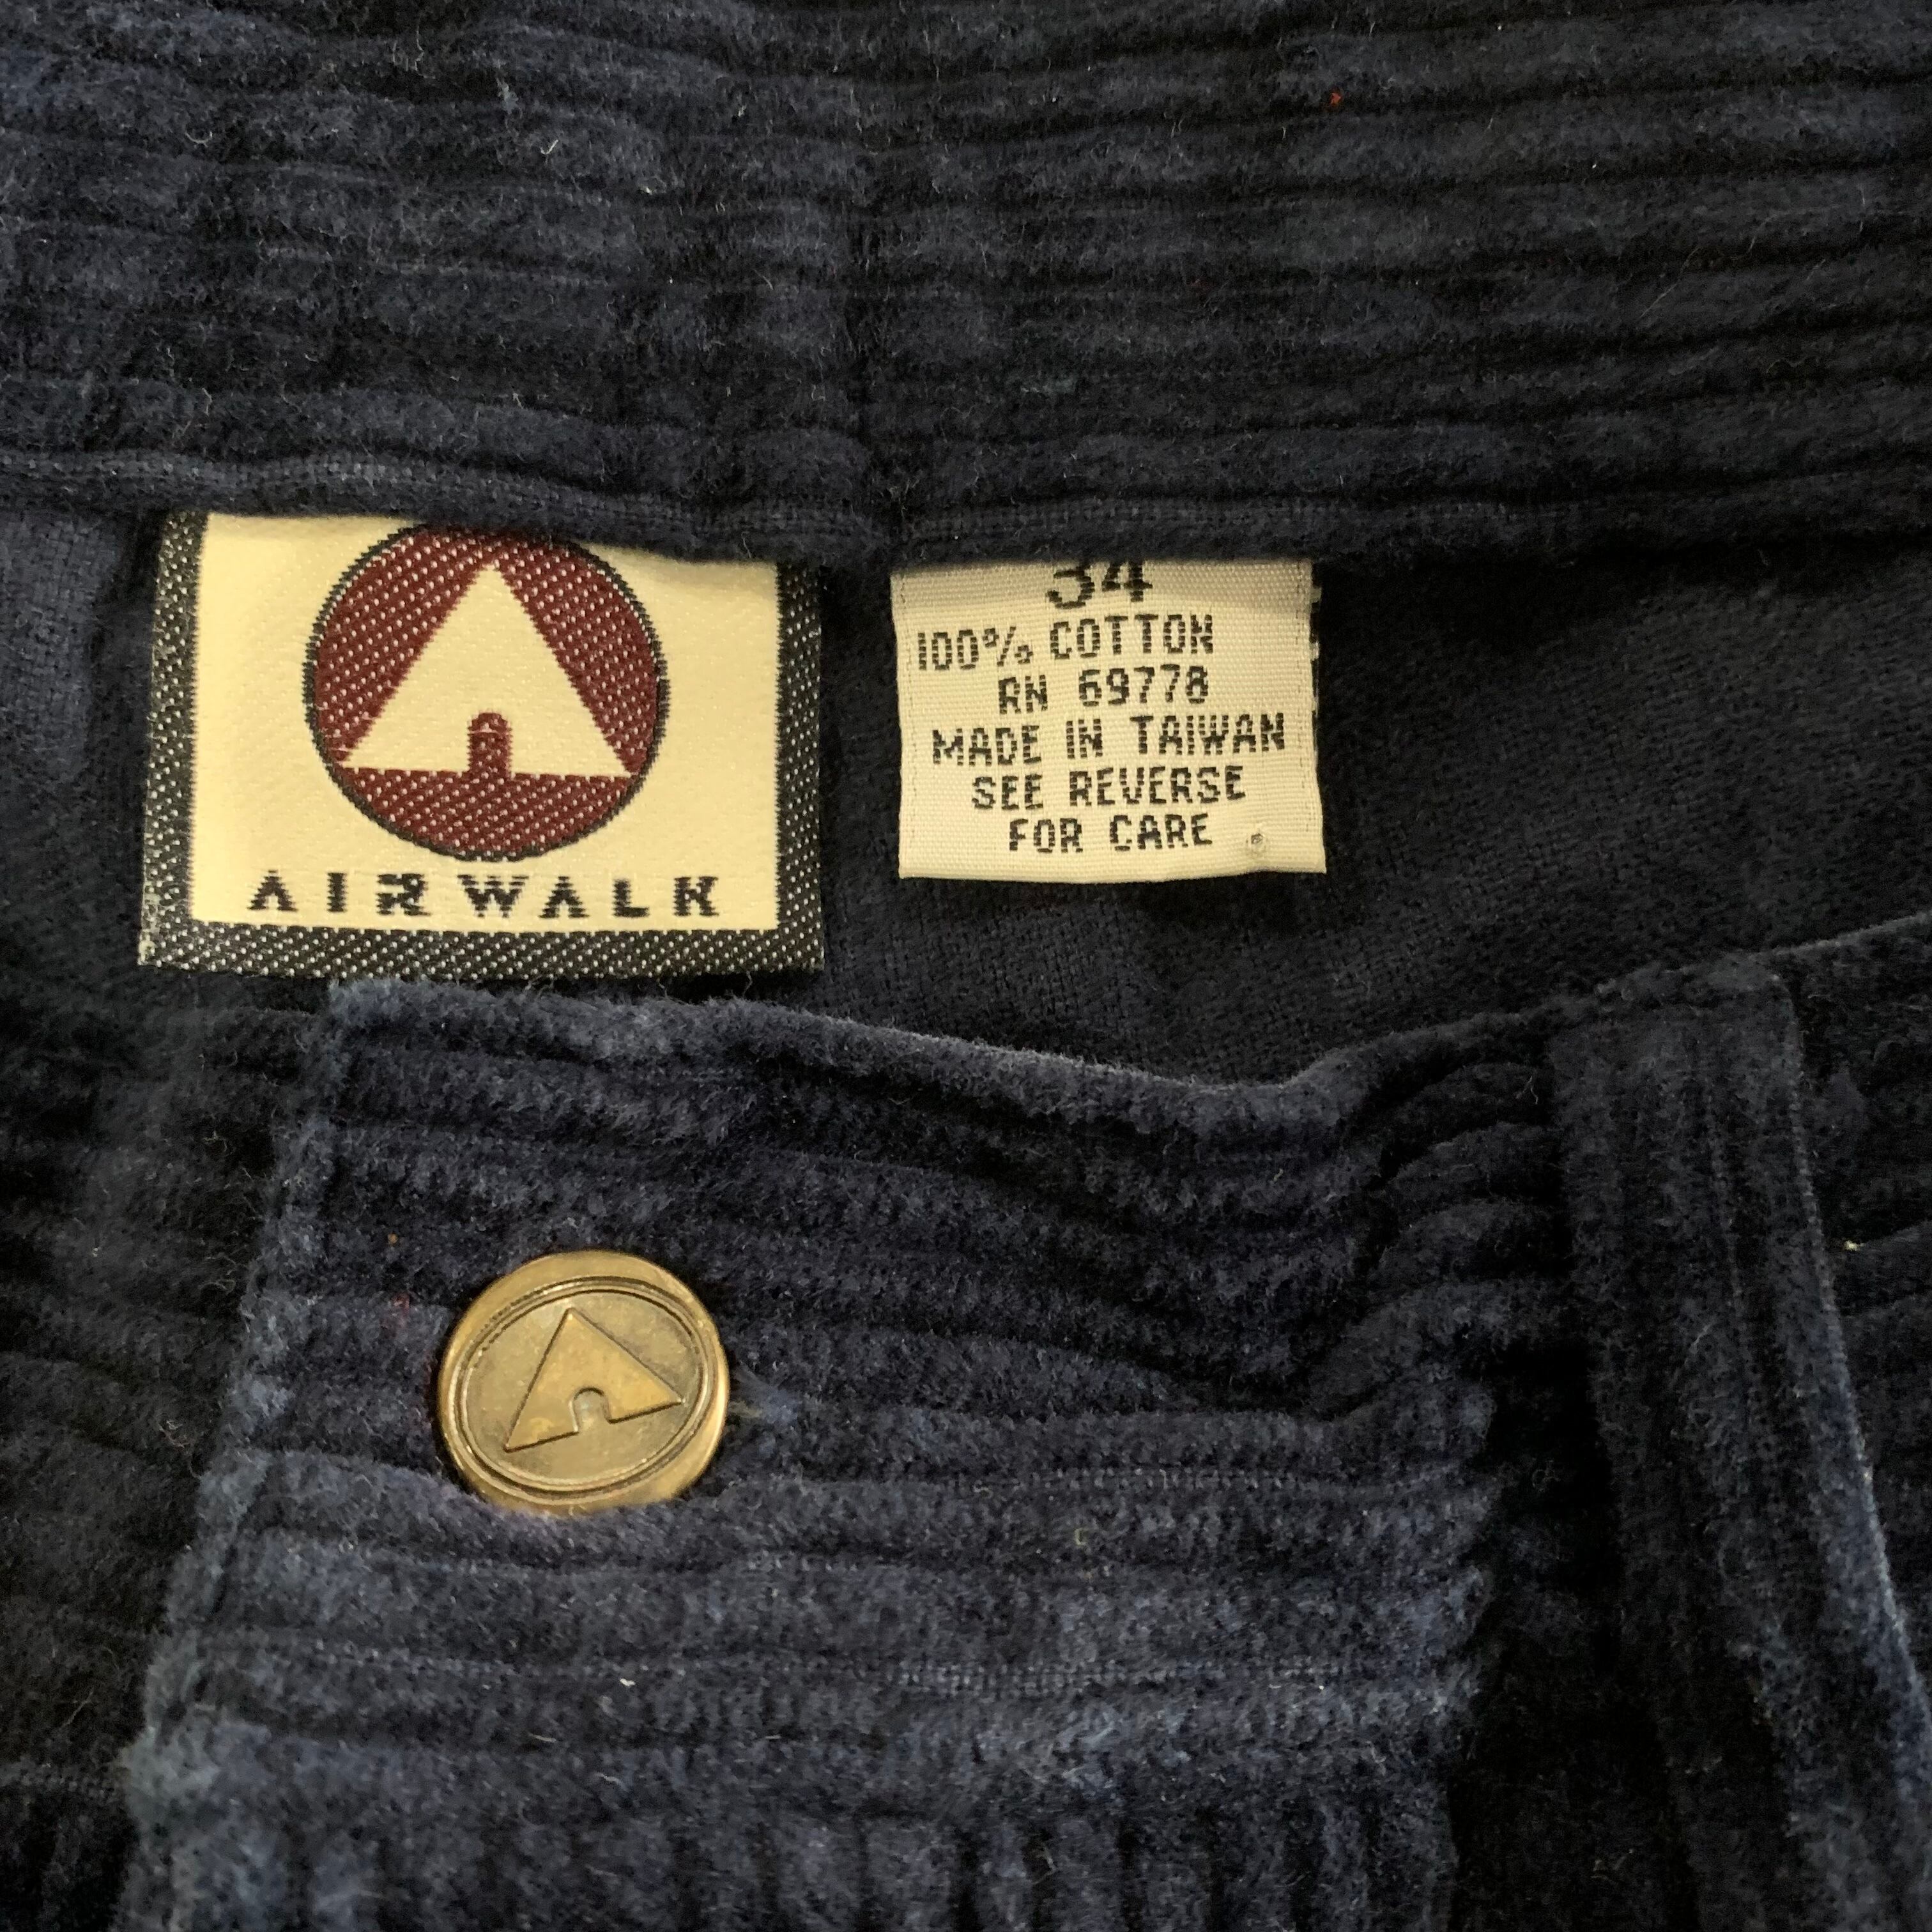 AIRWALK
34
100% COTTON
RN 69778
MADE IN TAIWAN
SEE REVERSE
FOR CARE